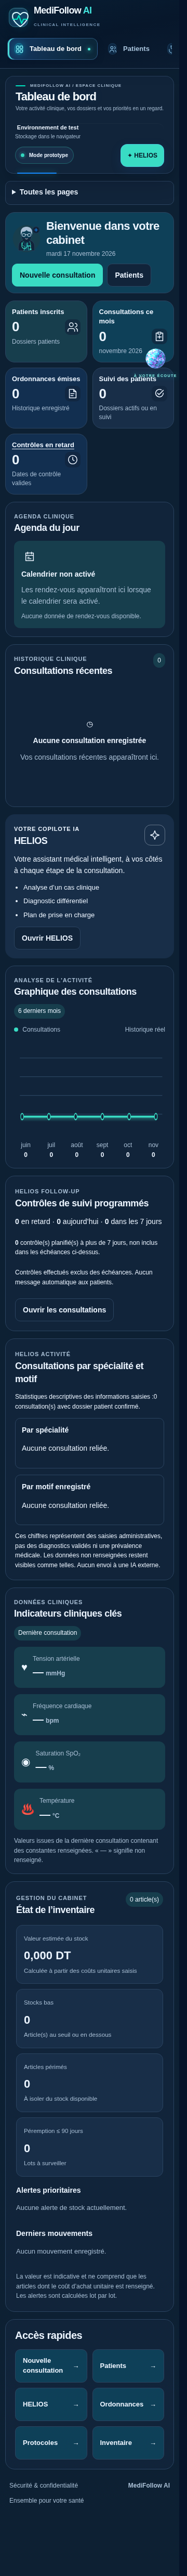 MediFollow AI
CLINICAL INTELLIGENCE
Tableau de bord
Patients
MEDIFOLLOW AI / ESPACE CLINIQUE
Tableau de bord
Votre activité clinique, vos dossiers et vos priorités en un regard.
Environnement de test
Stockage dans le navigateur
Mode prototype
+ HELIOS
▶ Toutes les pages
Bienvenue dans votre
cabinet
mardi 17 novembre 2026
Nouvelle consultation
Patients
Patients inscrits
0
Dossiers patients
Consultations ce
mois
0
novembre 2026
Ordonnances émises
0
Historique enregistré
Suivi des patients
0
Dossiers actifs ou en
suivi
À VOTRE ÉCOUTE
Contrôles en retard
0
Dates de contrôle
valides
AGENDA CLINIQUE
Agenda du jour
Calendrier non activé
Les rendez-vous apparaîtront ici lorsque
le calendrier sera activé.
Aucune donnée de rendez-vous disponible.
HISTORIQUE CLINIQUE
Consultations récentes
0
Aucune consultation enregistrée
Vos consultations récentes apparaîtront ici.
VOTRE COPILOTE IA
HELIOS
Votre assistant médical intelligent, à vos côtés
à chaque étape de la consultation.
• Analyse d'un cas clinique
• Diagnostic différentiel
• Plan de prise en charge
Ouvrir HELIOS
ANALYSE DE L'ACTIVITÉ
Graphique des consultations
6 derniers mois
Consultations
Historique réel
juin juil août sept oct nov
0 0 0 0 0 0
HELIOS FOLLOW-UP
Contrôles de suivi programmés
0 en retard · 0 aujourd'hui · 0 dans les 7 jours
0 contrôle(s) planifié(s) à plus de 7 jours, non inclus
dans les échéances ci-dessus.
Contrôles effectués exclus des échéances. Aucun
message automatique aux patients.
Ouvrir les consultations
HELIOS ACTIVITÉ
Consultations par spécialité et
motif
Statistiques descriptives des informations saisies :0
consultation(s) avec dossier patient confirmé.
Par spécialité
Aucune consultation reliée.
Par motif enregistré
Aucune consultation reliée.
Ces chiffres représentent des saisies administratives,
pas des diagnostics validés ni une prévalence
médicale. Les données non renseignées restent
visibles comme telles. Aucun envoi à une IA externe.
DONNÉES CLINIQUES
Indicateurs cliniques clés
Dernière consultation
Tension artérielle
— mmHg
Fréquence cardiaque
— bpm
Saturation SpO₂
— %
Température
— °C
Valeurs issues de la dernière consultation contenant
des constantes renseignées. « — » signifie non
renseigné.
GESTION DU CABINET
État de l'inventaire
0 article(s)
Valeur estimée du stock
0,000 DT
Calculée à partir des coûts unitaires saisis
Stocks bas
0
Article(s) au seuil ou en dessous
Articles périmés
0
À isoler du stock disponible
Péremption ≤ 90 jours
0
Lots à surveiller
Alertes prioritaires
Aucune alerte de stock actuellement.
Derniers mouvements
Aucun mouvement enregistré.
La valeur est indicative et ne comprend que les
articles dont le coût d'achat unitaire est renseigné.
Les alertes sont calculées lot par lot.
Accès rapides
Nouvelle
consultation →
Patients →
HELIOS →
Ordonnances →
Protocoles →
Inventaire →
Sécurité & confidentialité
MediFollow AI
Ensemble pour votre santé